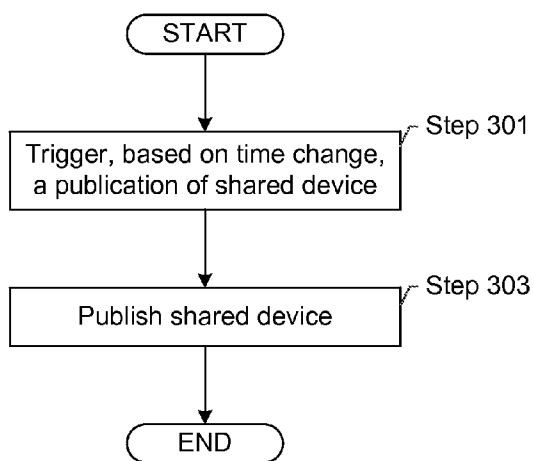 START
Step 301
Trigger, based on time change,
a publication of shared device
Step 303
Publish shared device
END